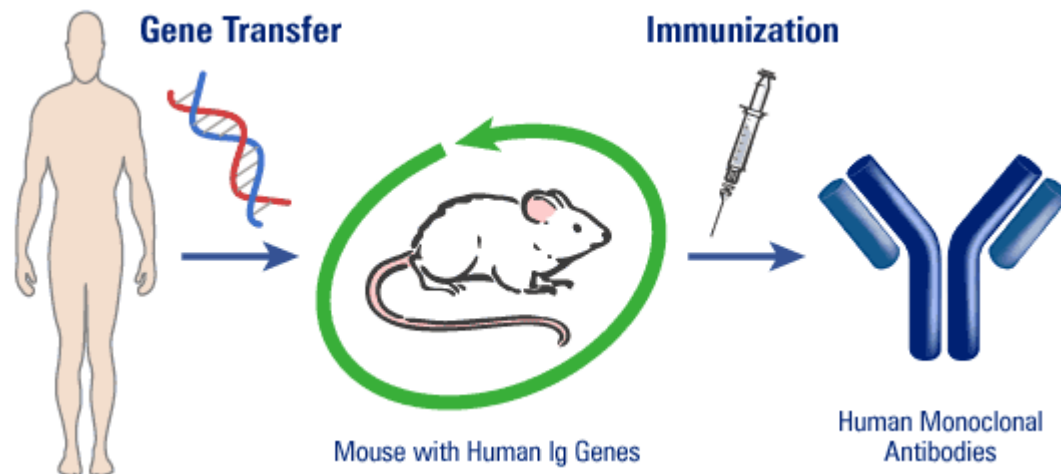 Gene Transfer
Immunization
Mouse with Human Ig Genes
Human Monoclonal
Antibodies